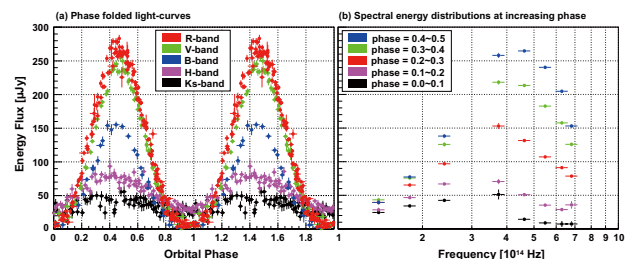 (a) Phase folded light-curves
(b) Spectral energy distributions at increasing phase
Energy Flux [μJy]
300
250
200
150
100
50
0
R-band
V-band
B-band
H-band
Ks-band
0 0.2 0.4 0.6 0.8 1.0 1.2 1.4 1.6 1.8
Orbital Phase
phase = 0.4~0.5
phase = 0.3~0.4
phase = 0.2~0.3
phase = 0.1~0.2
phase = 0.0~0.1
1 2 3 4 5 6 7 8 9 10
Frequency [10¹⁴ Hz]